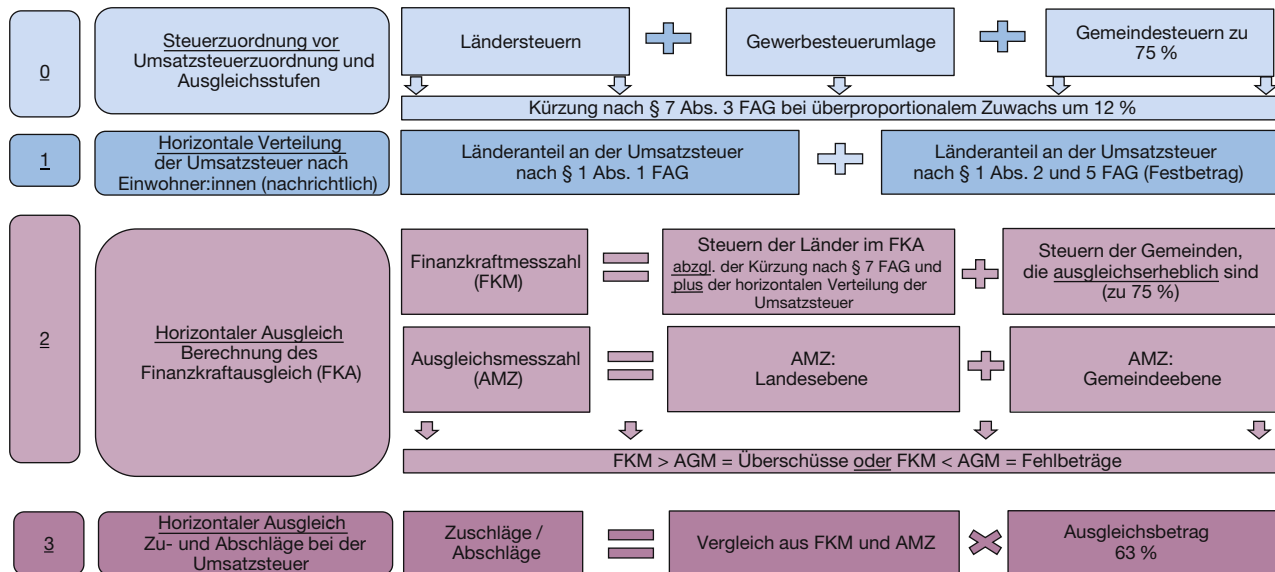 0
Steuerzuordnung vor
Umsatzsteuerzuordnung und
Ausgleichsstufen
Ländersteuern
Gewerbesteuerumlage
Gemeindesteuern zu
75 %
Kürzung nach § 7 Abs. 3 FAG bei überproportionalem Zuwachs um 12 %
1
Horizontale Verteilung
der Umsatzsteuer nach
Einwohner:innen (nachrichtlich)
Länderanteil an der Umsatzsteuer
nach § 1 Abs. 1 FAG
Länderanteil an der Umsatzsteuer
nach § 1 Abs. 2 und 5 FAG (Festbetrag)
2
Horizontaler Ausgleich
Berechnung des
Finanzkraftausgleich (FKA)
Finanzkraftmesszahl
(FKM)
Steuern der Länder im FKA
abzgl. der Kürzung nach § 7 FAG und
plus der horizontalen Verteilung der
Umsatzsteuer
Steuern der Gemeinden,
die ausgleichserheblich sind
(zu 75 %)
Ausgleichsmesszahl
(AMZ)
AMZ:
Landesebene
AMZ:
Gemeindeebene
FKM > AGM = Überschüsse oder FKM < AGM = Fehlbeträge
3
Horizontaler Ausgleich
Zu- und Abschläge bei der
Umsatzsteuer
Zuschläge /
Abschläge
Vergleich aus FKM und AMZ
Ausgleichsbetrag
63 %